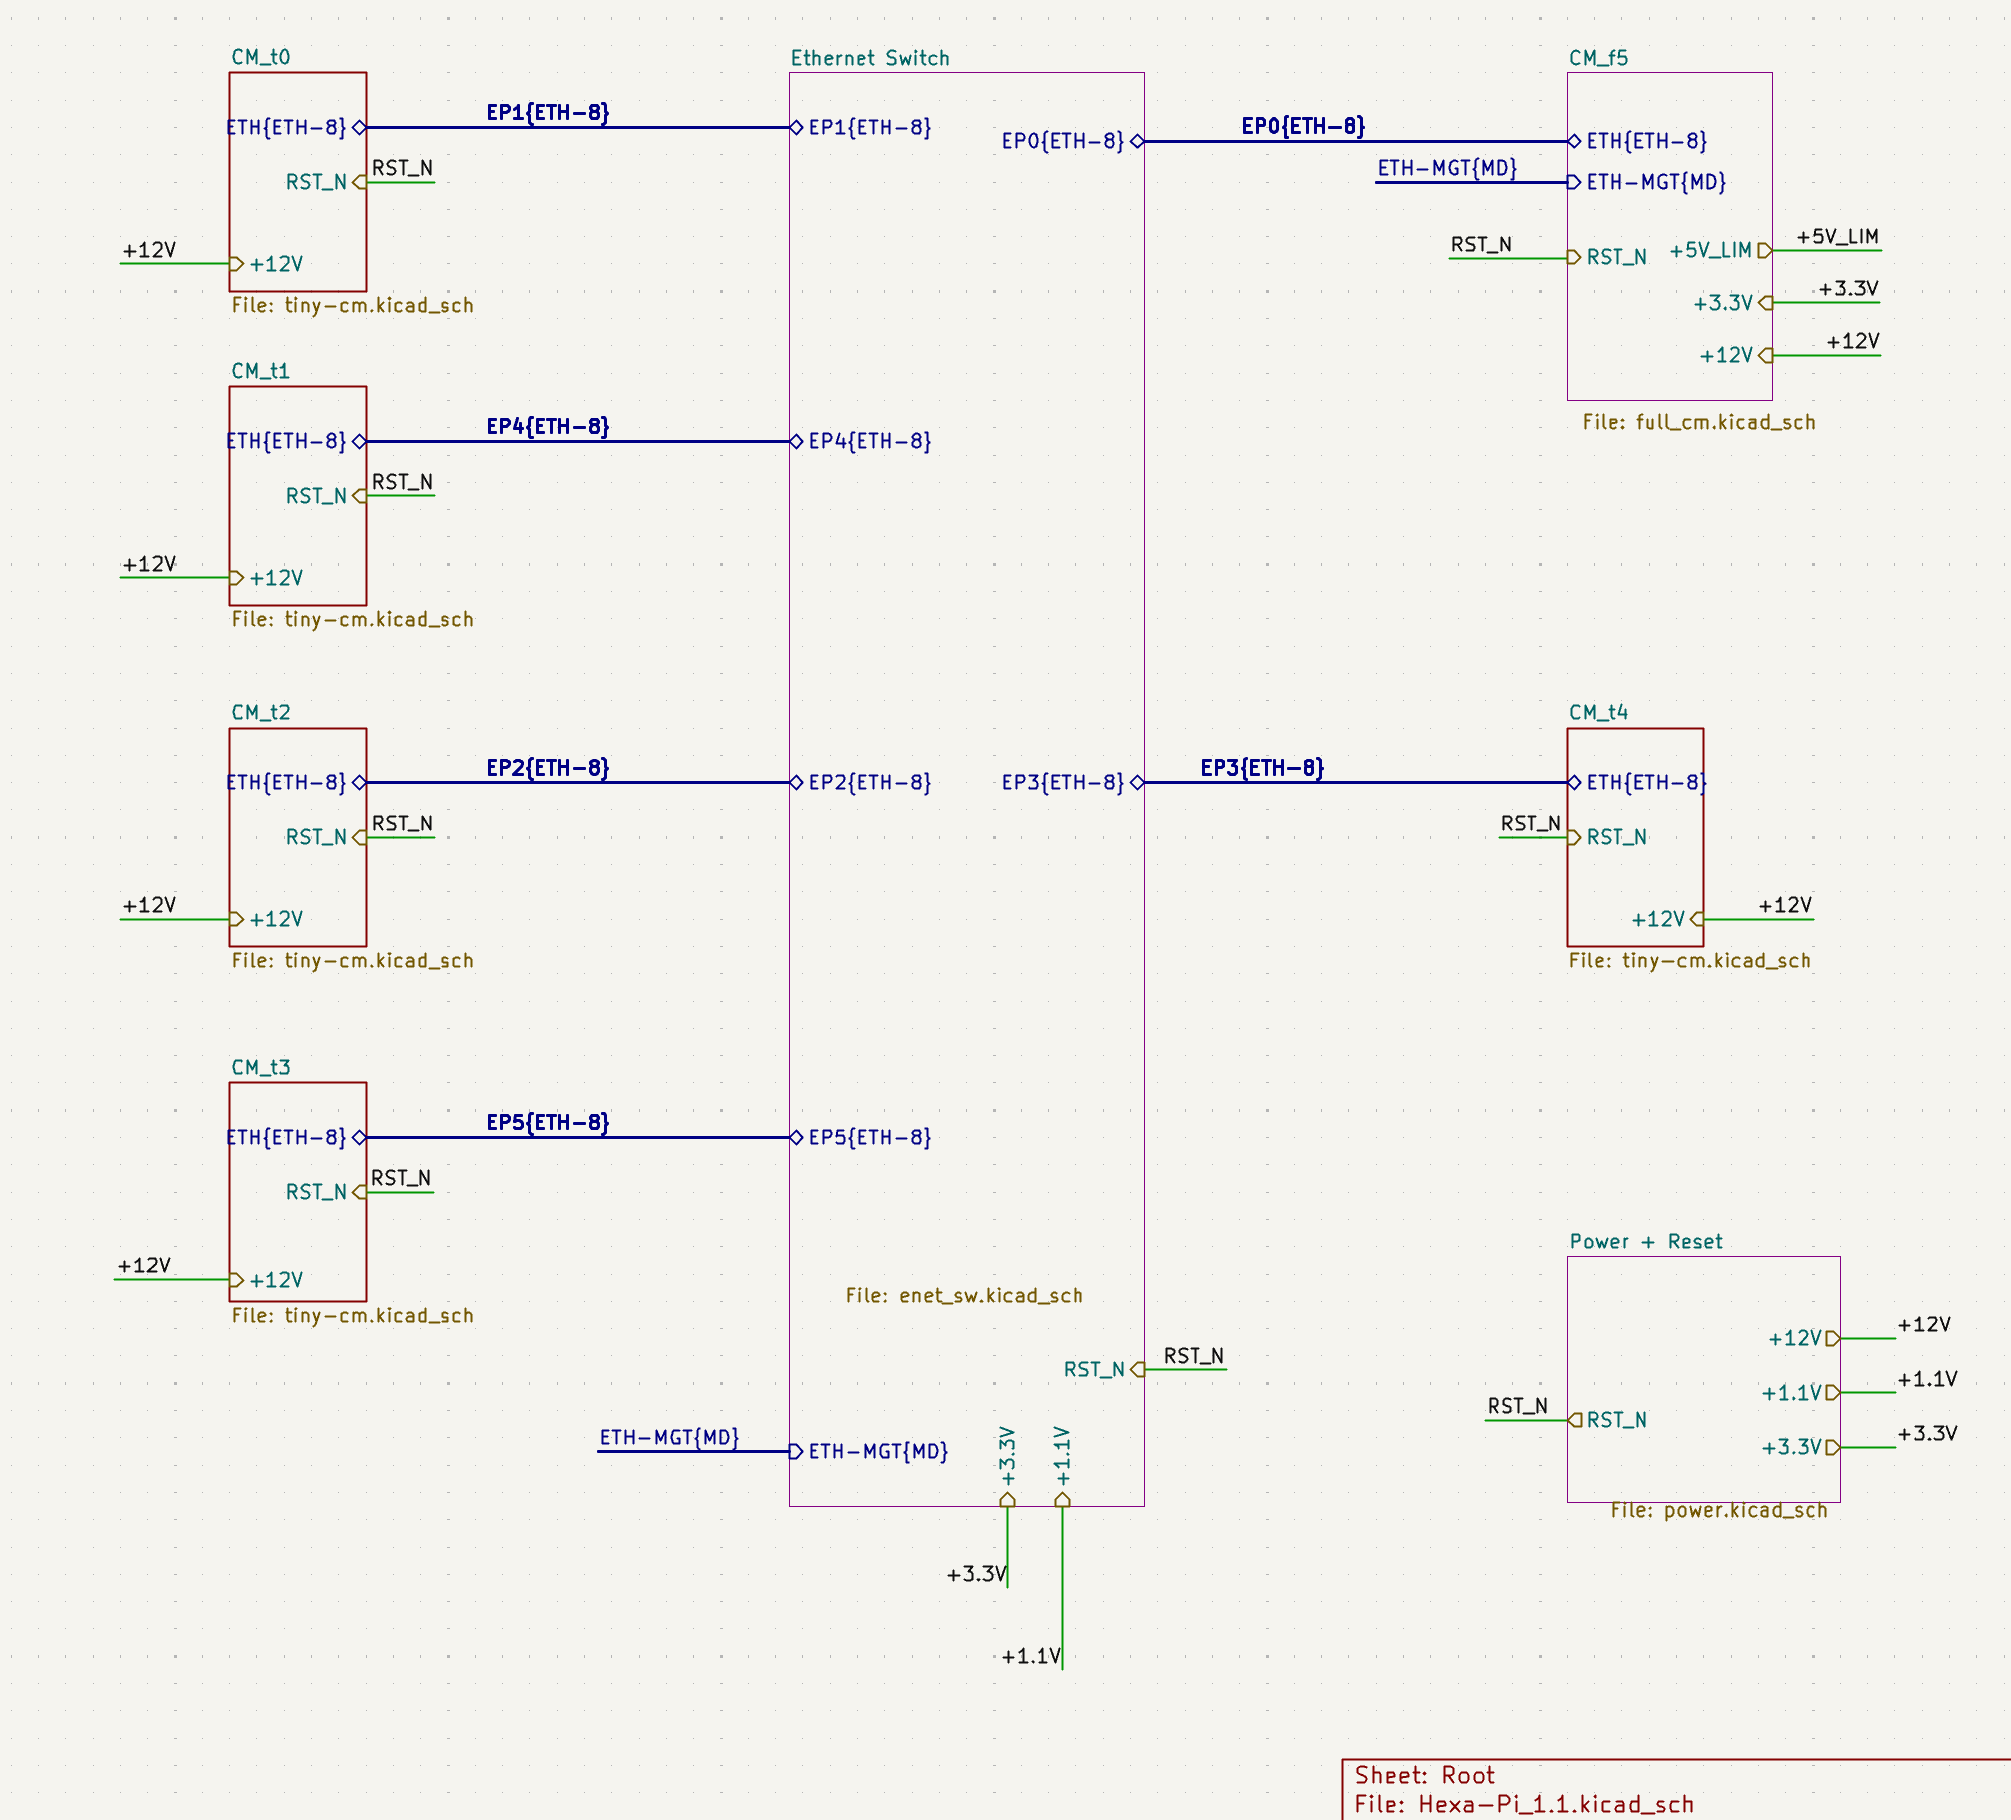 CM_t0
ETH{ETH-8}
EP1{ETH-8}
RST_N
RST_N
+12V
+12V
File: tiny-cm.kicad_sch
CM_t1
ETH{ETH-8}
EP4{ETH-8}
RST_N
RST_N
+12V
+12V
File: tiny-cm.kicad_sch
CM_t2
ETH{ETH-8}
EP2{ETH-8}
RST_N
RST_N
+12V
+12V
File: tiny-cm.kicad_sch
CM_t3
ETH{ETH-8}
EP5{ETH-8}
RST_N
RST_N
+12V
+12V
File: tiny-cm.kicad_sch
Ethernet Switch
EP1{ETH-8}
EP0{ETH-8}
EP4{ETH-8}
EP2{ETH-8}
EP3{ETH-8}
EP5{ETH-8}
File: enet_sw.kicad_sch
RST_N
RST_N
ETH-MGT{MD}
ETH-MGT{MD}
+3.3V
+1.1V
+3.3V
+1.1V
CM_f5
EP0{ETH-8}
ETH{ETH-8}
ETH-MGT{MD}
ETH-MGT{MD}
RST_N
RST_N
+5V_LIM
+5V_LIM
+3.3V
+3.3V
+12V
+12V
File: full_cm.kicad_sch
CM_t4
EP3{ETH-8}
ETH{ETH-8}
RST_N
RST_N
+12V
+12V
File: tiny-cm.kicad_sch
Power + Reset
+12V
+12V
+1.1V
+1.1V
RST_N
RST_N
+3.3V
+3.3V
File: power.kicad_sch
Sheet: Root
File: Hexa-Pi_1.1.kicad_sch